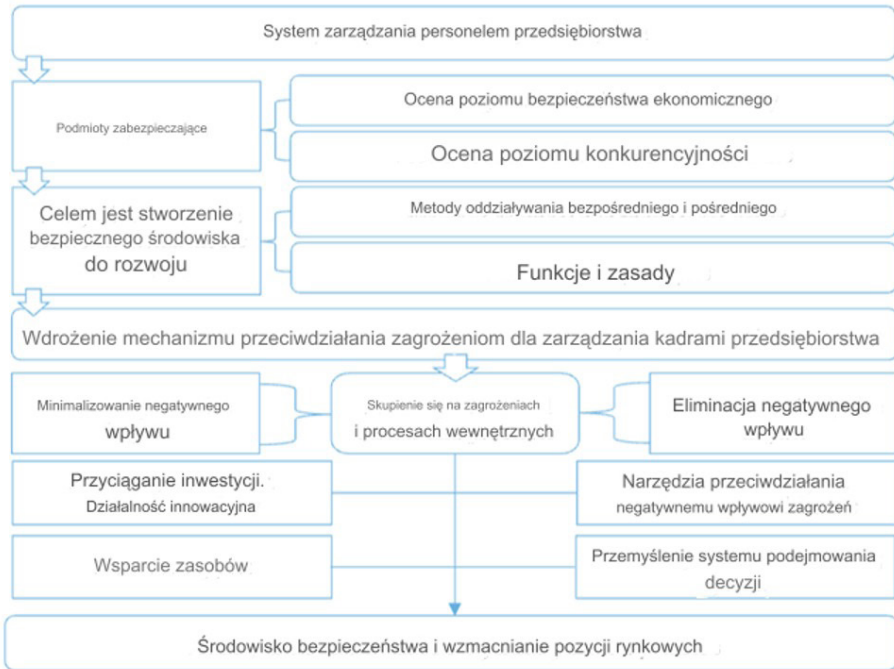 System zarządzania personelem przedsiębiorstwa
Podmioty zabezpieczające
Ocena poziomu bezpieczeństwa ekonomicznego
Ocena poziomu konkurencyjności
Celem jest stworzenie
bezpiecznego środowiska
do rozwoju
Metody oddziaływania bezpośredniego i pośredniego
Funkcje i zasady
Wdrożenie mechanizmu przeciwdziałania zagrożeniom dla zarządzania kadrami przedsiębiorstwa
Minimalizowanie negatywnego
wpływu
Skupienie się na zagrożeniach
i procesach wewnętrznych
Eliminacja negatywnego
wpływu
Przyciąganie inwestycji.
Działalność innowacyjna
Narzędzia przeciwdziałania
negatywnemu wpływowi zagrożeń
Wsparcie zasobów
Przemyślenie systemu podejmowania
decyzji
Środowisko bezpieczeństwa i wzmacnianie pozycji rynkowych